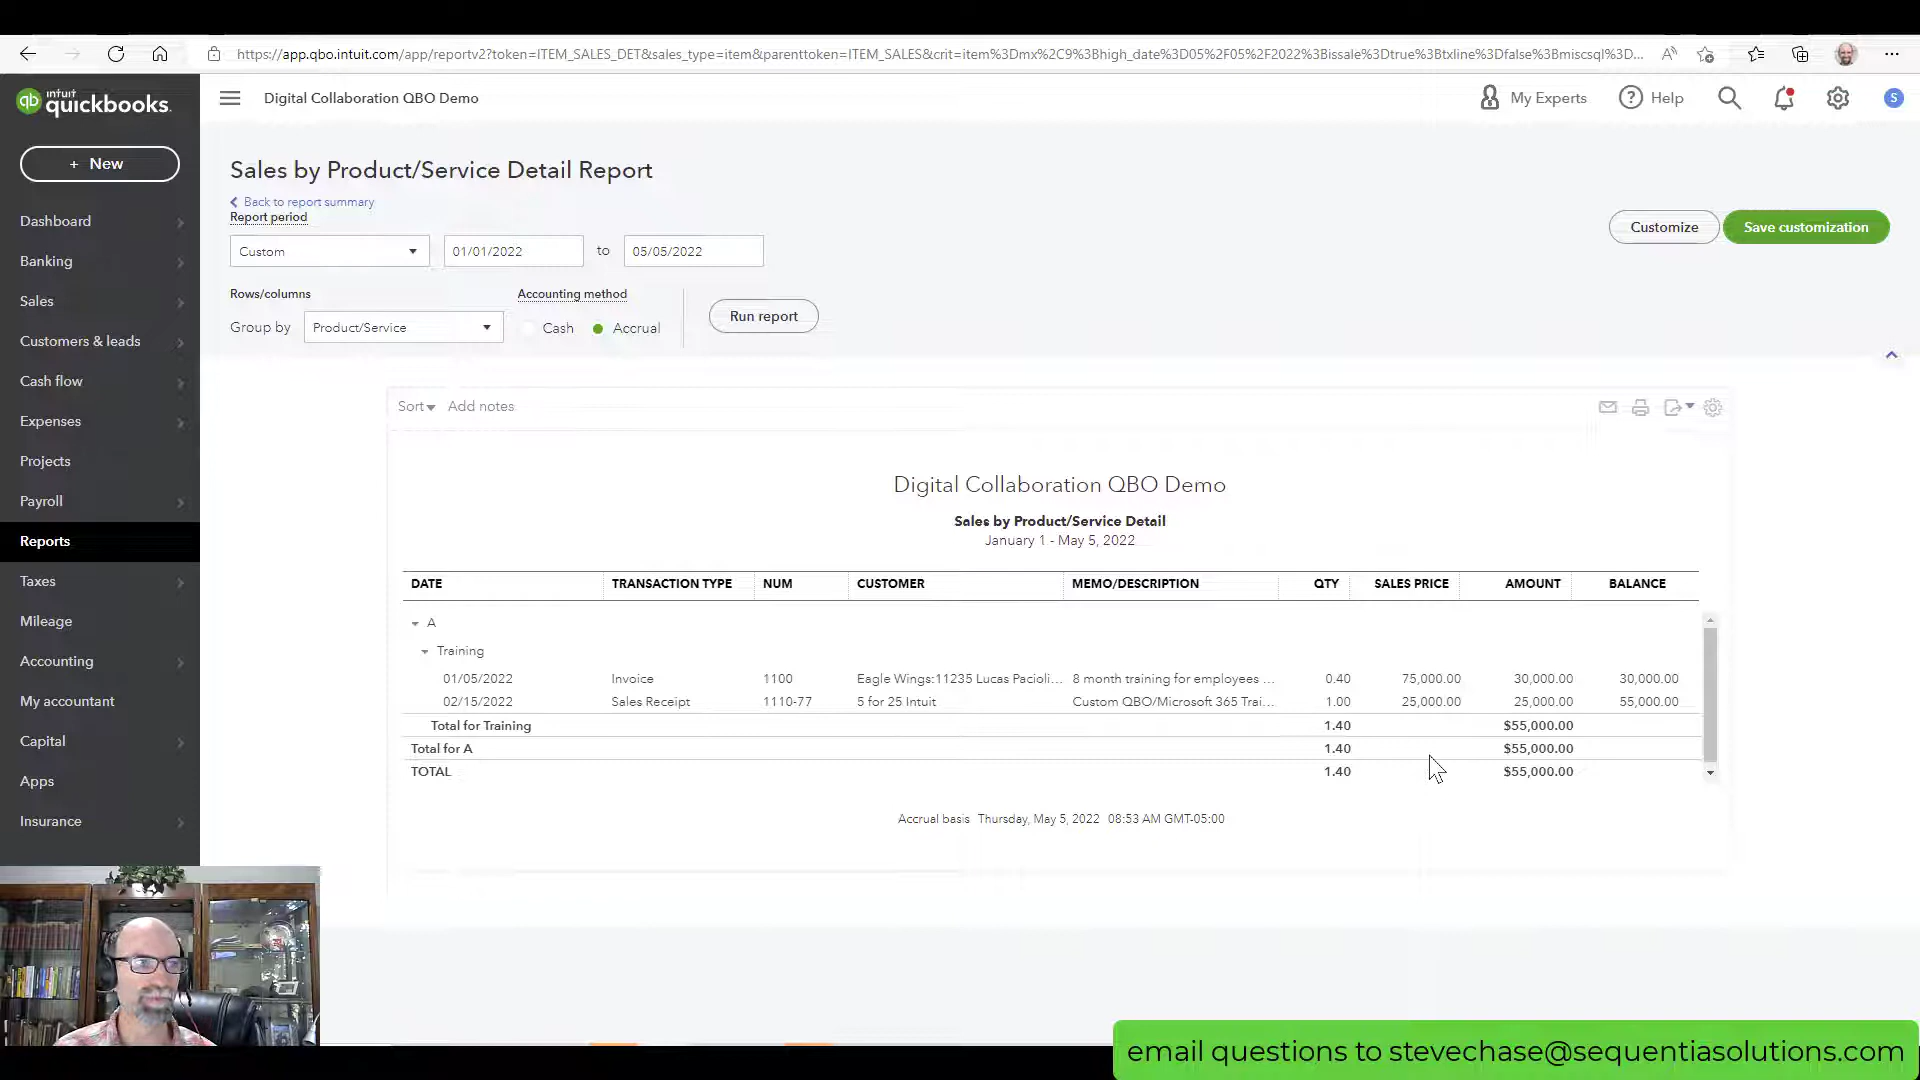 https://app.qbo.intuit.com/app/reportv2?token=ITEM_SALES_DET&sales_type=item&parenttoken=ITEM_SALES&crit=item%3Dmx%2C9%3Bhigh_date%3D05%2F05%2F2022%3Bissale%3Dtrue%3Btxline%3Dfalse%3Bmiscsql%3D...
intuit
qb quickbooks.
Digital Collaboration QBO Demo
My Experts
Help
S
+ New
Dashboard
Banking
Sales
Customers & leads
Cash flow
Expenses
Projects
Payroll
Reports
Taxes
Mileage
Accounting
My accountant
Capital
Apps
Insurance
Sales by Product/Service Detail Report
Back to report summary
Report period
Custom 01/01/2022 to 05/05/2022
Customize Save customization
Rows/columns Accounting method
Group by Product/Service Cash Accrual
Run report
Sort Add notes
Digital Collaboration QBO Demo
Sales by Product/Service Detail
January 1 - May 5, 2022
DATE TRANSACTION TYPE NUM CUSTOMER MEMO/DESCRIPTION QTY SALES PRICE AMOUNT BALANCE
A
Training
01/05/2022 Invoice 1100 Eagle Wings:11235 Lucas Pacioli... 8 month training for employees ... 0.40 75,000.00 30,000.00 30,000.00
02/15/2022 Sales Receipt 1110-77 5 for 25 Intuit Custom QBO/Microsoft 365 Trai... 1.00 25,000.00 25,000.00 55,000.00
Total for Training 1.40 $55,000.00
Total for A 1.40 $55,000.00
TOTAL 1.40 $55,000.00
Accrual basis Thursday, May 5, 2022 08:53 AM GMT-05:00
email questions to stevechase@sequentiasolutions.com